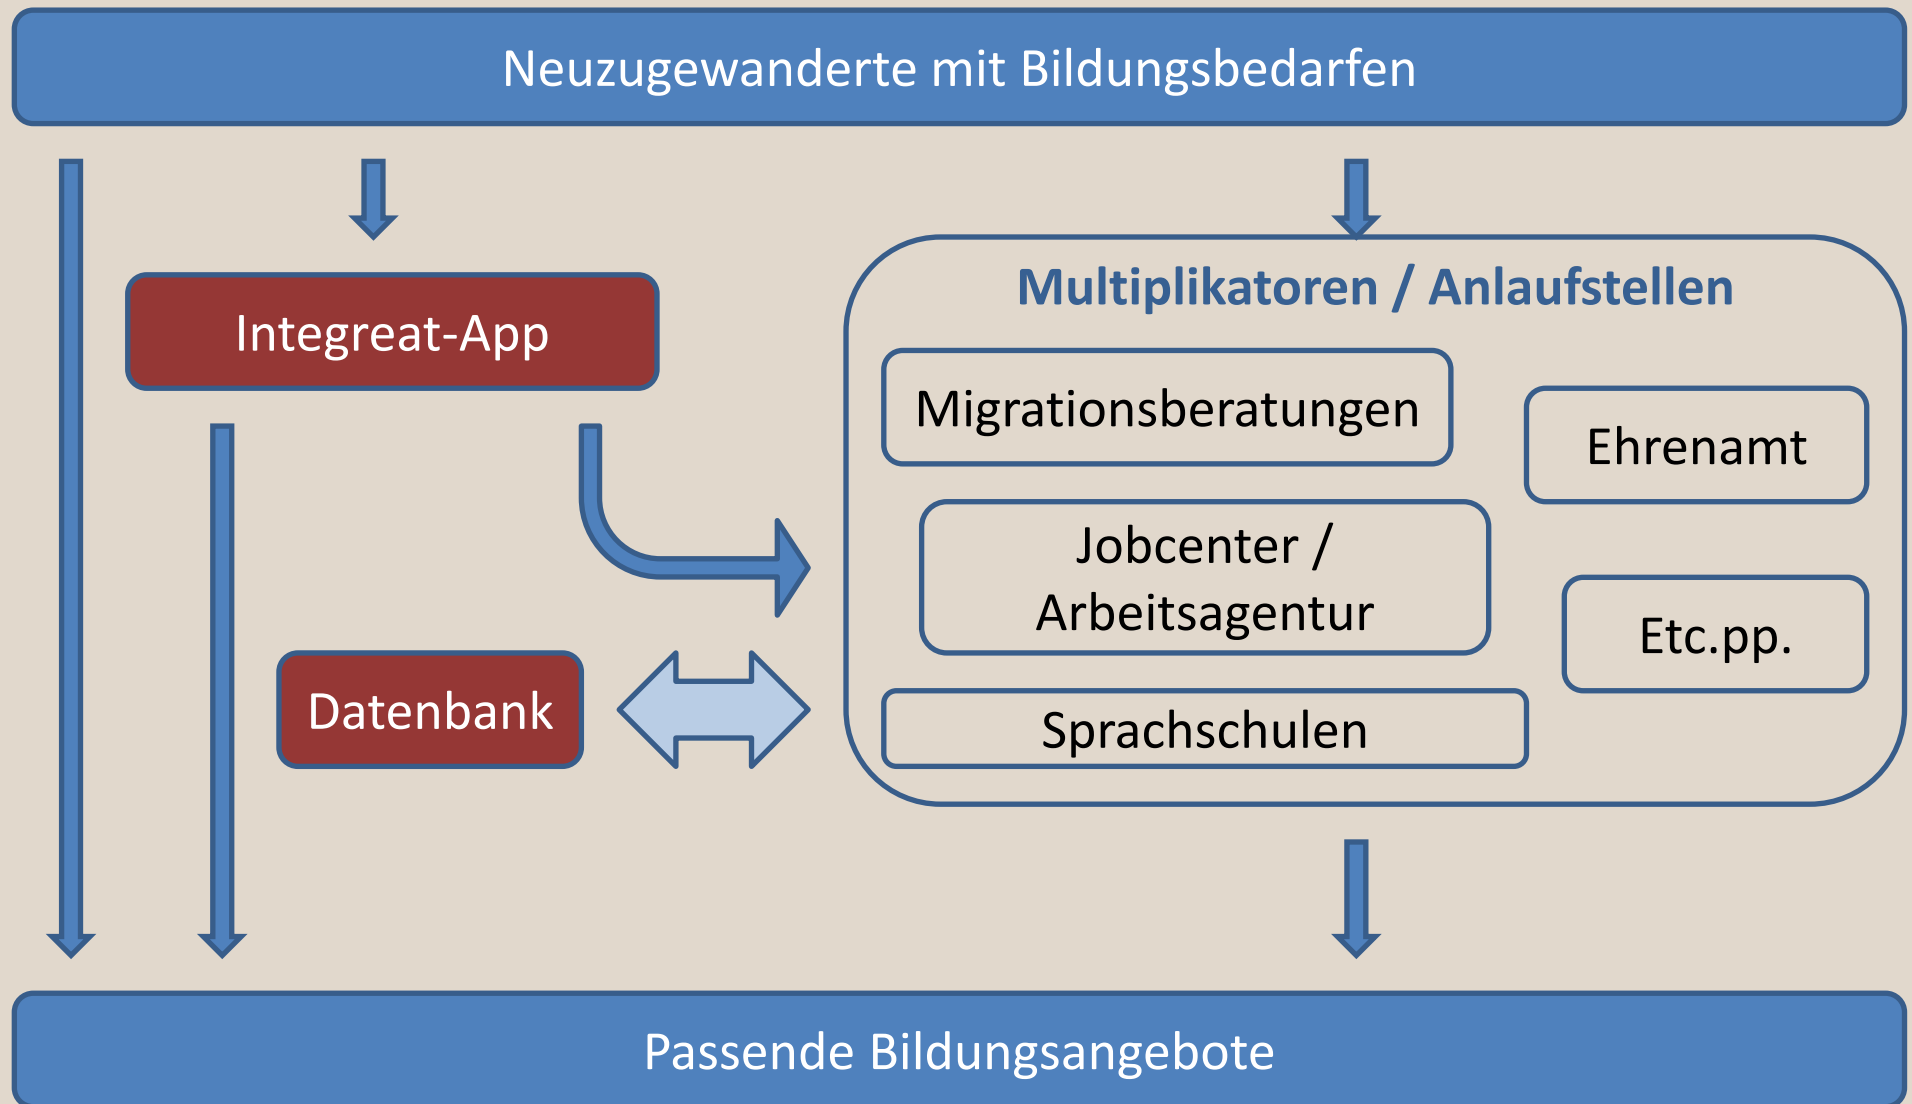 Neuzugewanderte mit Bildungsbedarfen
Integreat-App
Multiplikatoren / Anlaufstellen
Migrationsberatungen
Ehrenamt
Jobcenter /
Arbeitsagentur
Etc.pp.
Datenbank
Sprachschulen
Passende Bildungsangebote